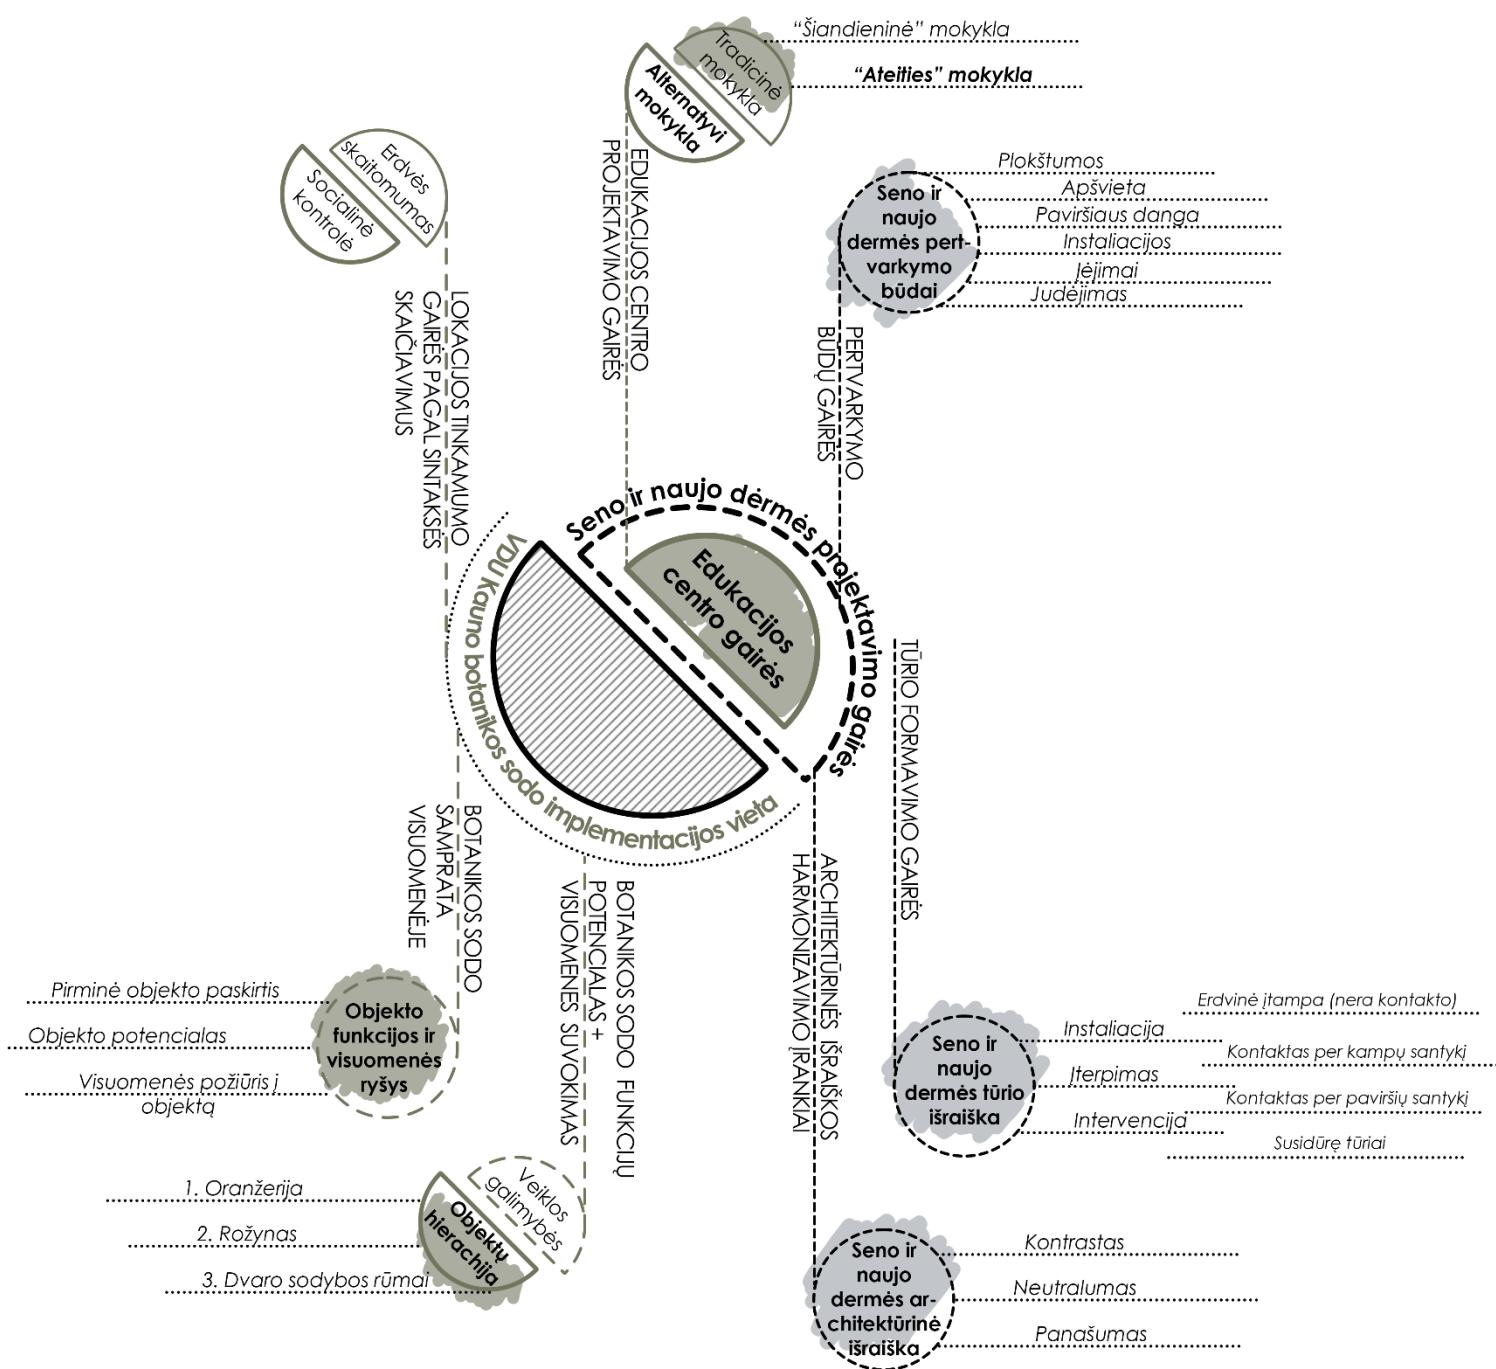 “Šiandieninė” mokykla
“Ateities” mokykla
Tradicinė
mokykla
Alternatyvi
mokykla
EDUKACIJOS CENTRO
PROJEKTAVIMO GAIRĖS
Erdvės
skaitomumas
Socialinė
kontrolė
LOKACIJOS TINKAMUMO
GAIRĖS PAGAL SINTAKSĖS
SKAIČIAVIMUS
Seno ir
naujo
dermės pert-
varkymo
būdai
Plokštumos
Apšvieta
Paviršiaus danga
Instaliacijos
Įėjimai
Judėjimas
PERTVARKYMO
BŪDŲ GAIRĖS
Seno ir naujo dėrmės projektavimo gairės
Edukacijos
centro gairės
VDU Kauno botanikos sodo implementacijos vieta
TŪRIO FORMAVIMO GAIRĖS
BOTANIKOS SODO
SAMPRATA
VISUOMENĖJE
BOTANIKOS SODO FUNKCIJŲ
POTENCIALAS +
VISUOMENĖS SUVOKIMAS
ARCHITEKTŪRINĖS IŠRAIŠKOS
HARMONIZAVIMO ĮRANKIAI
Pirminė objekto paskirtis
Objekto potencialas
Visuomenės požiūris į
objektą
Objekto
funkcijos ir
visuomenės
ryšys
Seno ir
naujo
dermės tūrio
išraiška
Instaliacija
Įterpimas
Intervencija
Erdvinė įtampa (nera kontakto)
Kontaktas per kampų santykį
Kontaktas per paviršių santykį
Susidūrę tūriai
1. Oranžerija
2. Rožynas
3. Dvaro sodybos rūmai
Veiklos
galimybės
Objektų
hierachija
Seno ir
naujo
dermės ar-
chitektūrinė
išraiška
Kontrastas
Neutralumas
Panašumas